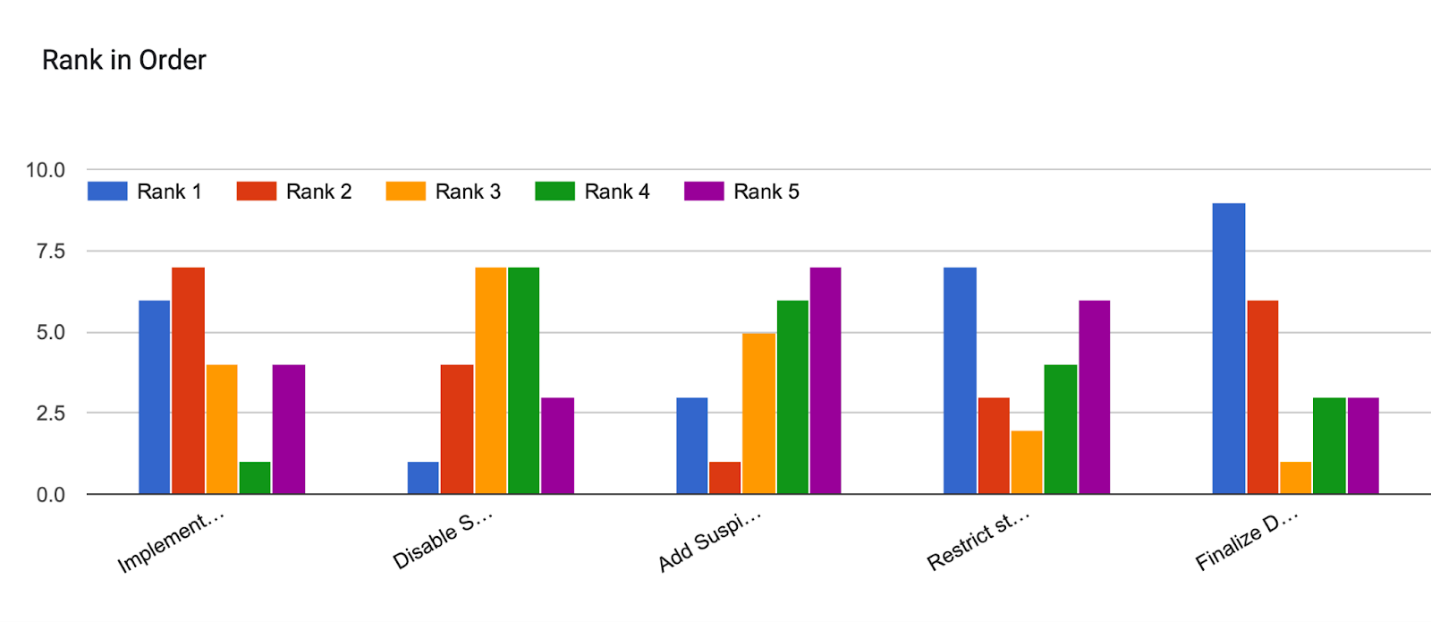 Rank in Order
10.0
Rank 1 Rank 2 Rank 3 Rank 4 Rank 5
7.5
5.0
2.5
0.0
Implement...
Disable S...
Add Suspi...
Restrict st...
Finalize D...